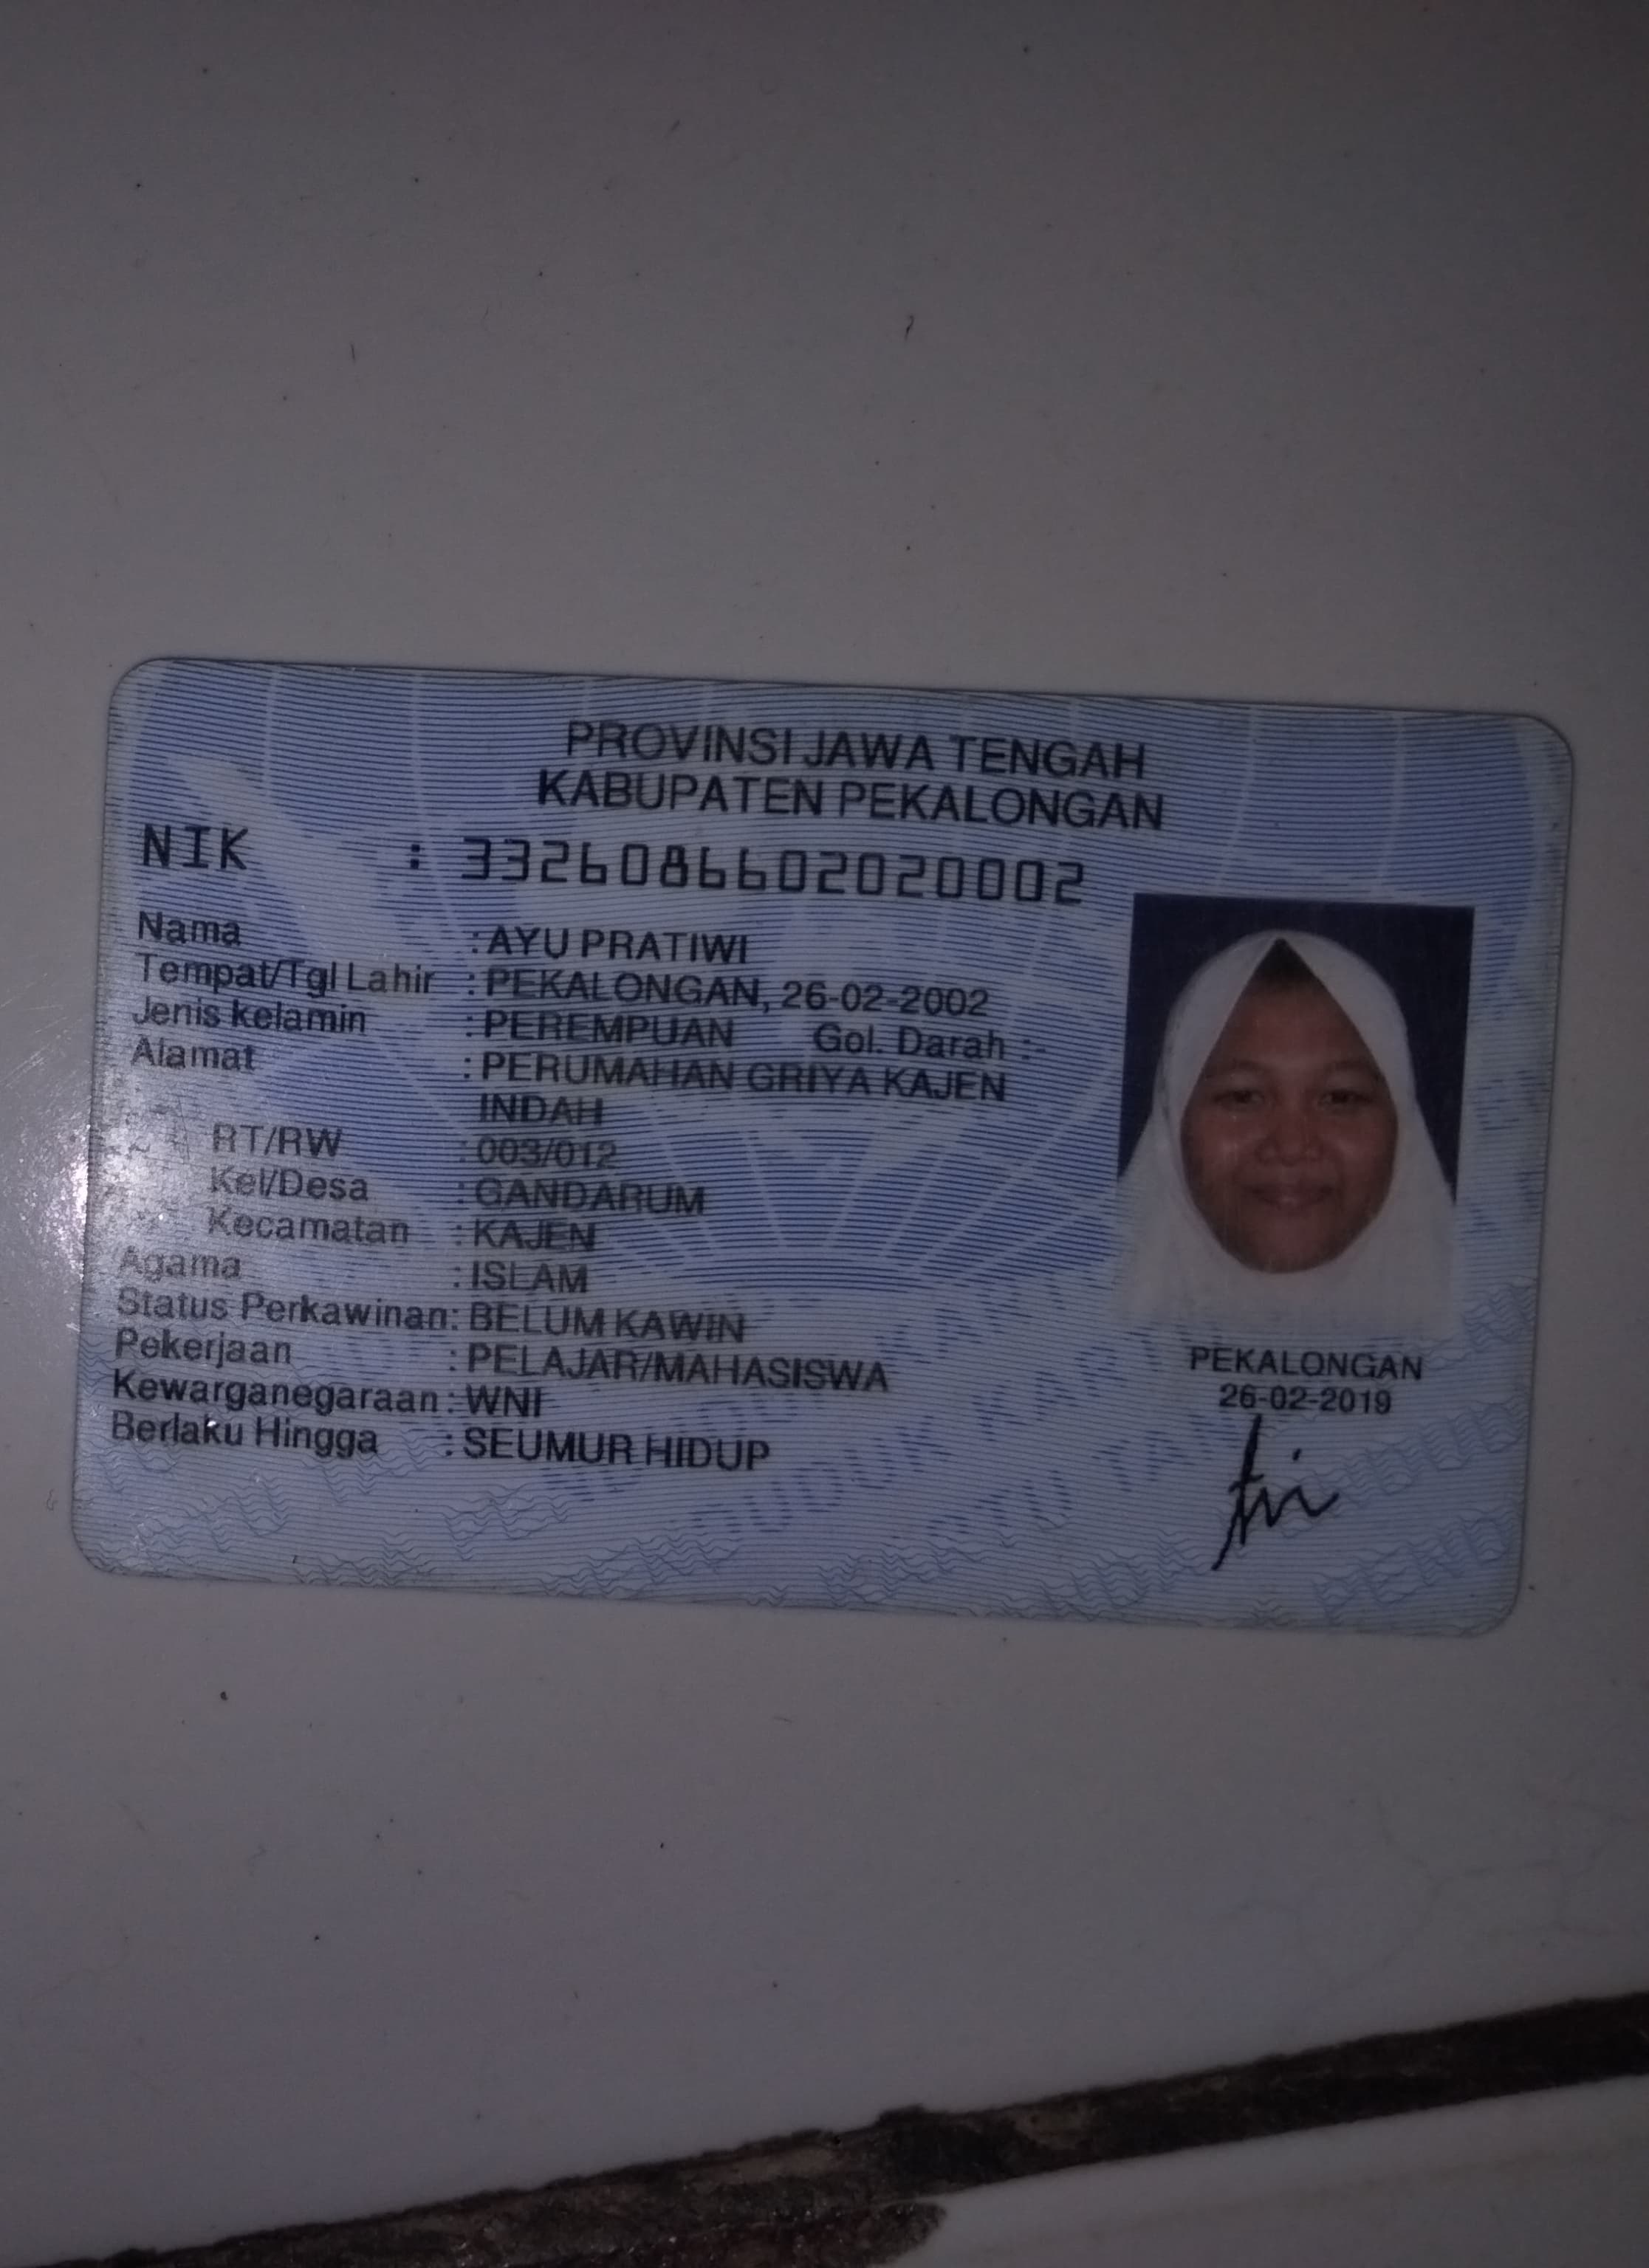 PROVINSI JAWA TENGAH
KABUPATEN PEKALONGAN
NIK : 3326086602020002
Nama : AYU PRATIWI
Tempat/Tgl Lahir : PEKALONGAN, 26-02-2002
Jenis kelamin : PEREMPUAN Gol. Darah : -
Alamat : PERUMAHAN GRIYA KAJEN
INDAH
RT/RW : 003/012
Kel/Desa : GANDARUM
Kecamatan : KAJEN
Agama : ISLAM
Status Perkawinan: BELUM KAWIN
Pekerjaan : PELAJAR/MAHASISWA
Kewarganegaraan : WNI
Berlaku Hingga : SEUMUR HIDUP
PEKALONGAN
26-02-2019